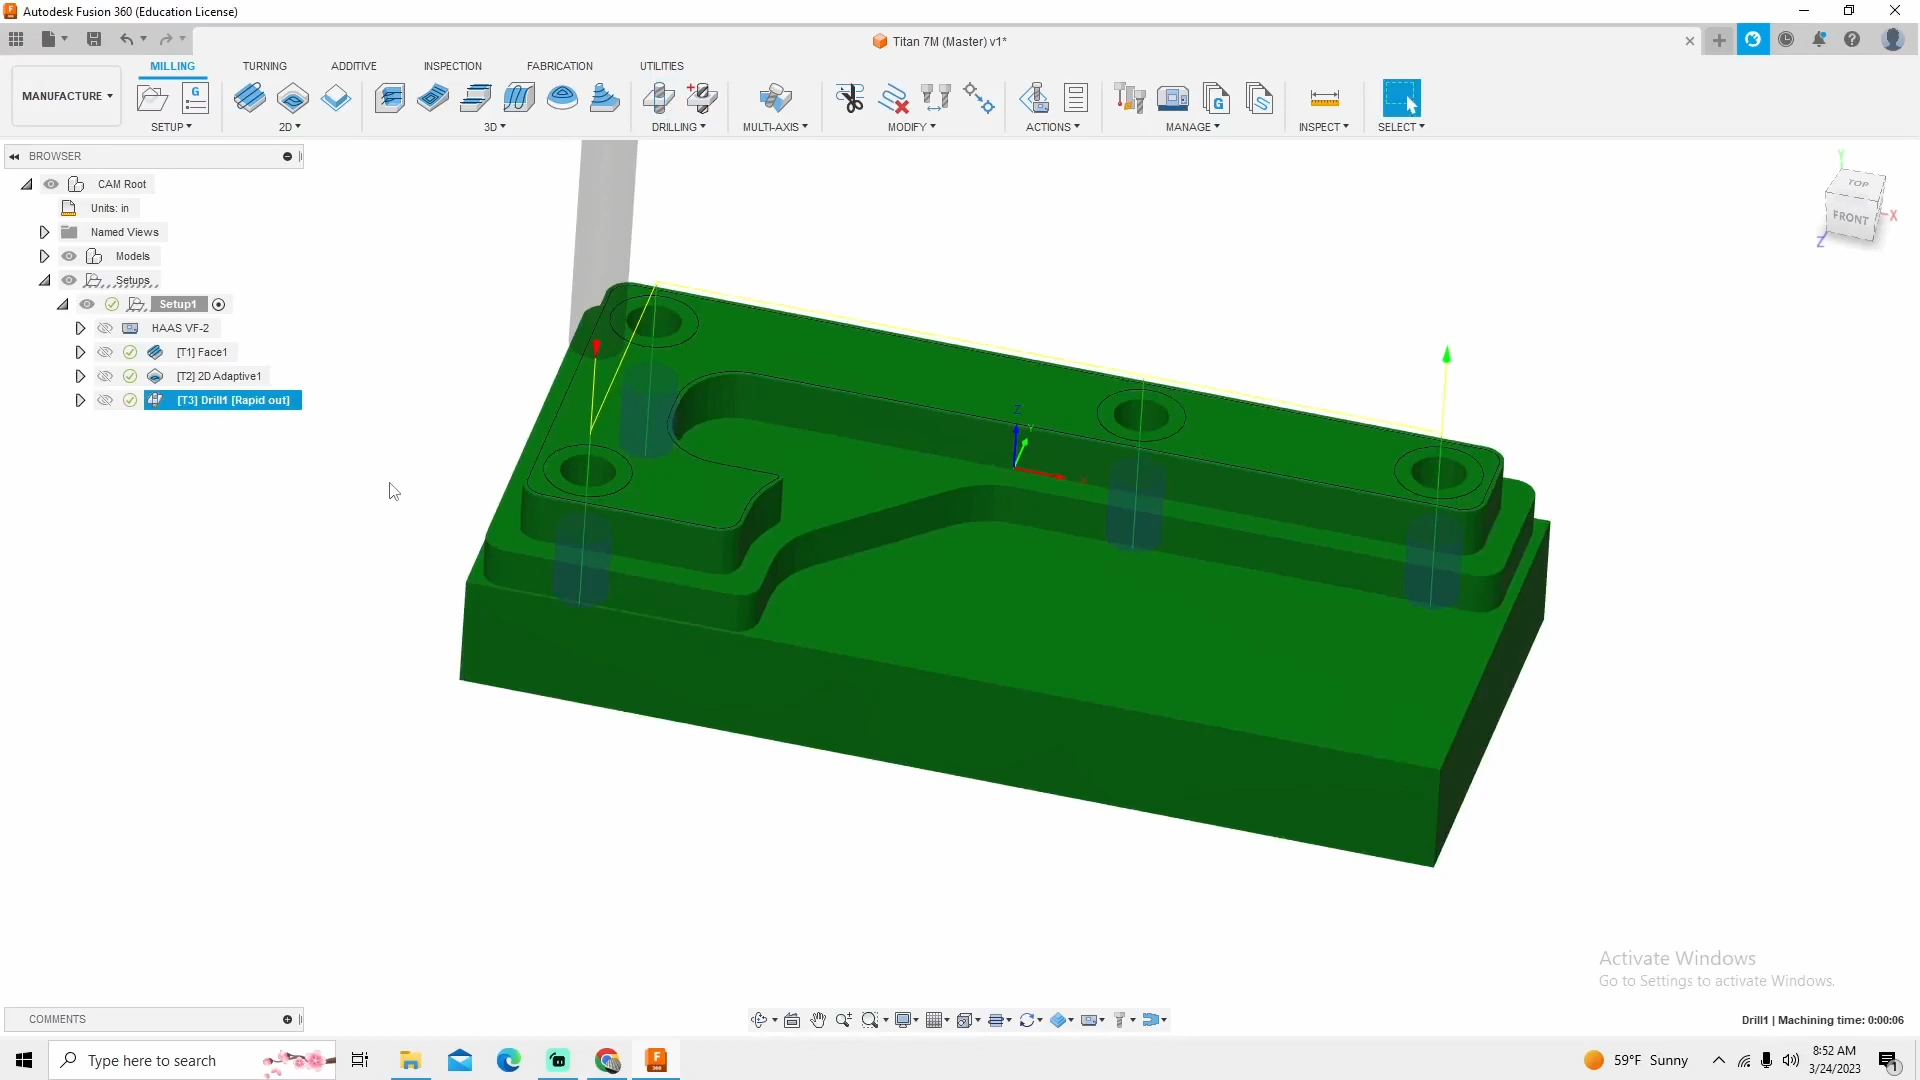 Autodesk Fusion 360 (Education License)
Titan 7M (Master) v1*
MILLING TURNING ADDITIVE INSPECTION FABRICATION UTILITIES
MANUFACTURE
SETUP 2D 3D DRILLING MULTI-AXIS MODIFY ACTIONS MANAGE INSPECT SELECT
BROWSER
CAM Root
Units: in
Named Views
Models
Setups
Setup1
HAAS VF-2
[T1] Face1
[T2] 2D Adaptive1
[T3] Drill1 [Rapid out]
Y
TOP
FRONT
X
Z
Z
Y
X
Activate Windows
Go to Settings to activate Windows.
COMMENTS
Drill1 | Machining time: 0:00:06
Type here to search
59°F Sunny
8:52 AM
3/24/2023
1